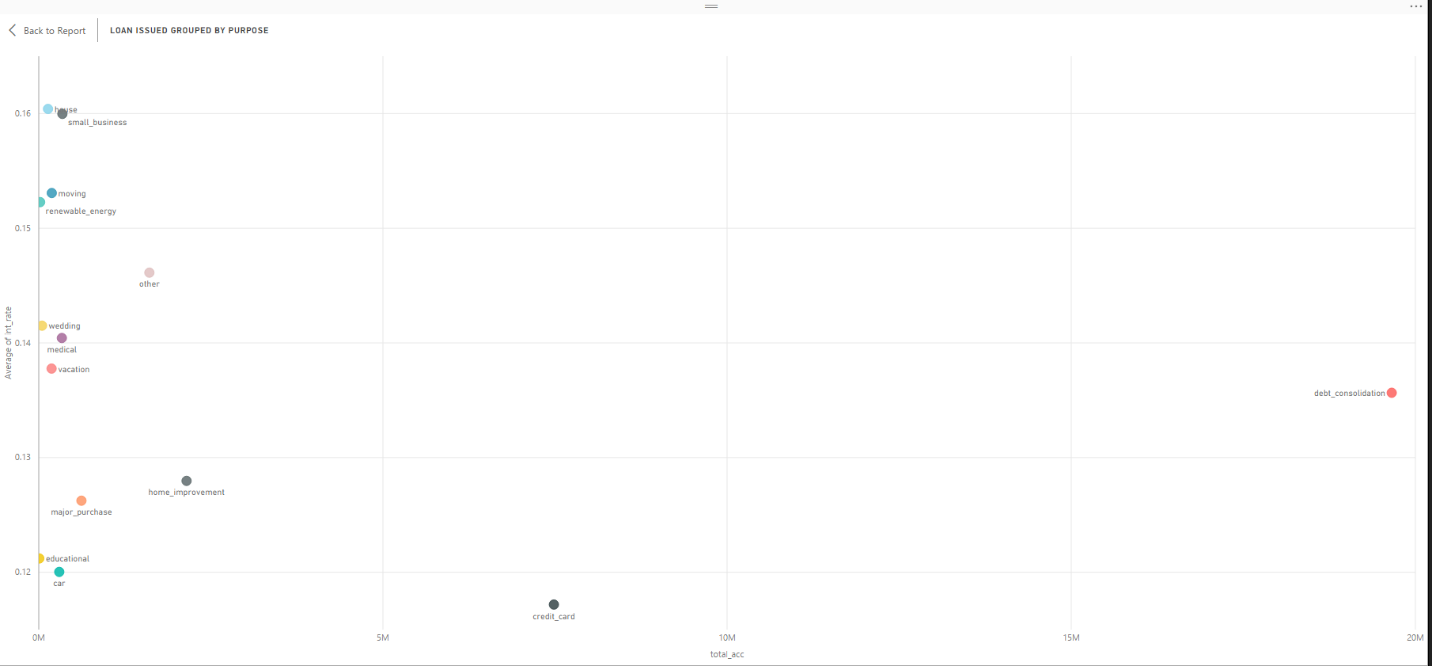 Back to Report
LOAN ISSUED GROUPED BY PURPOSE
0.16
0.15
0.14
0.13
0.12
Average of int_rate
house
small_business
moving
renewable_energy
other
wedding
medical
vacation
debt_consolidation
home_improvement
major_purchase
educational
car
credit_card
0M
5M
10M
15M
20M
total_acc